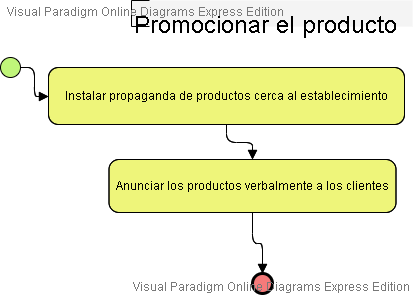 Visual Paradigm Online Diagrams Express Edition
Promocionar el producto
Instalar propaganda de productos cerca al establecimiento
Anunciar los productos verbalmente a los clientes
Visual Paradigm Online Diagrams Express Edition